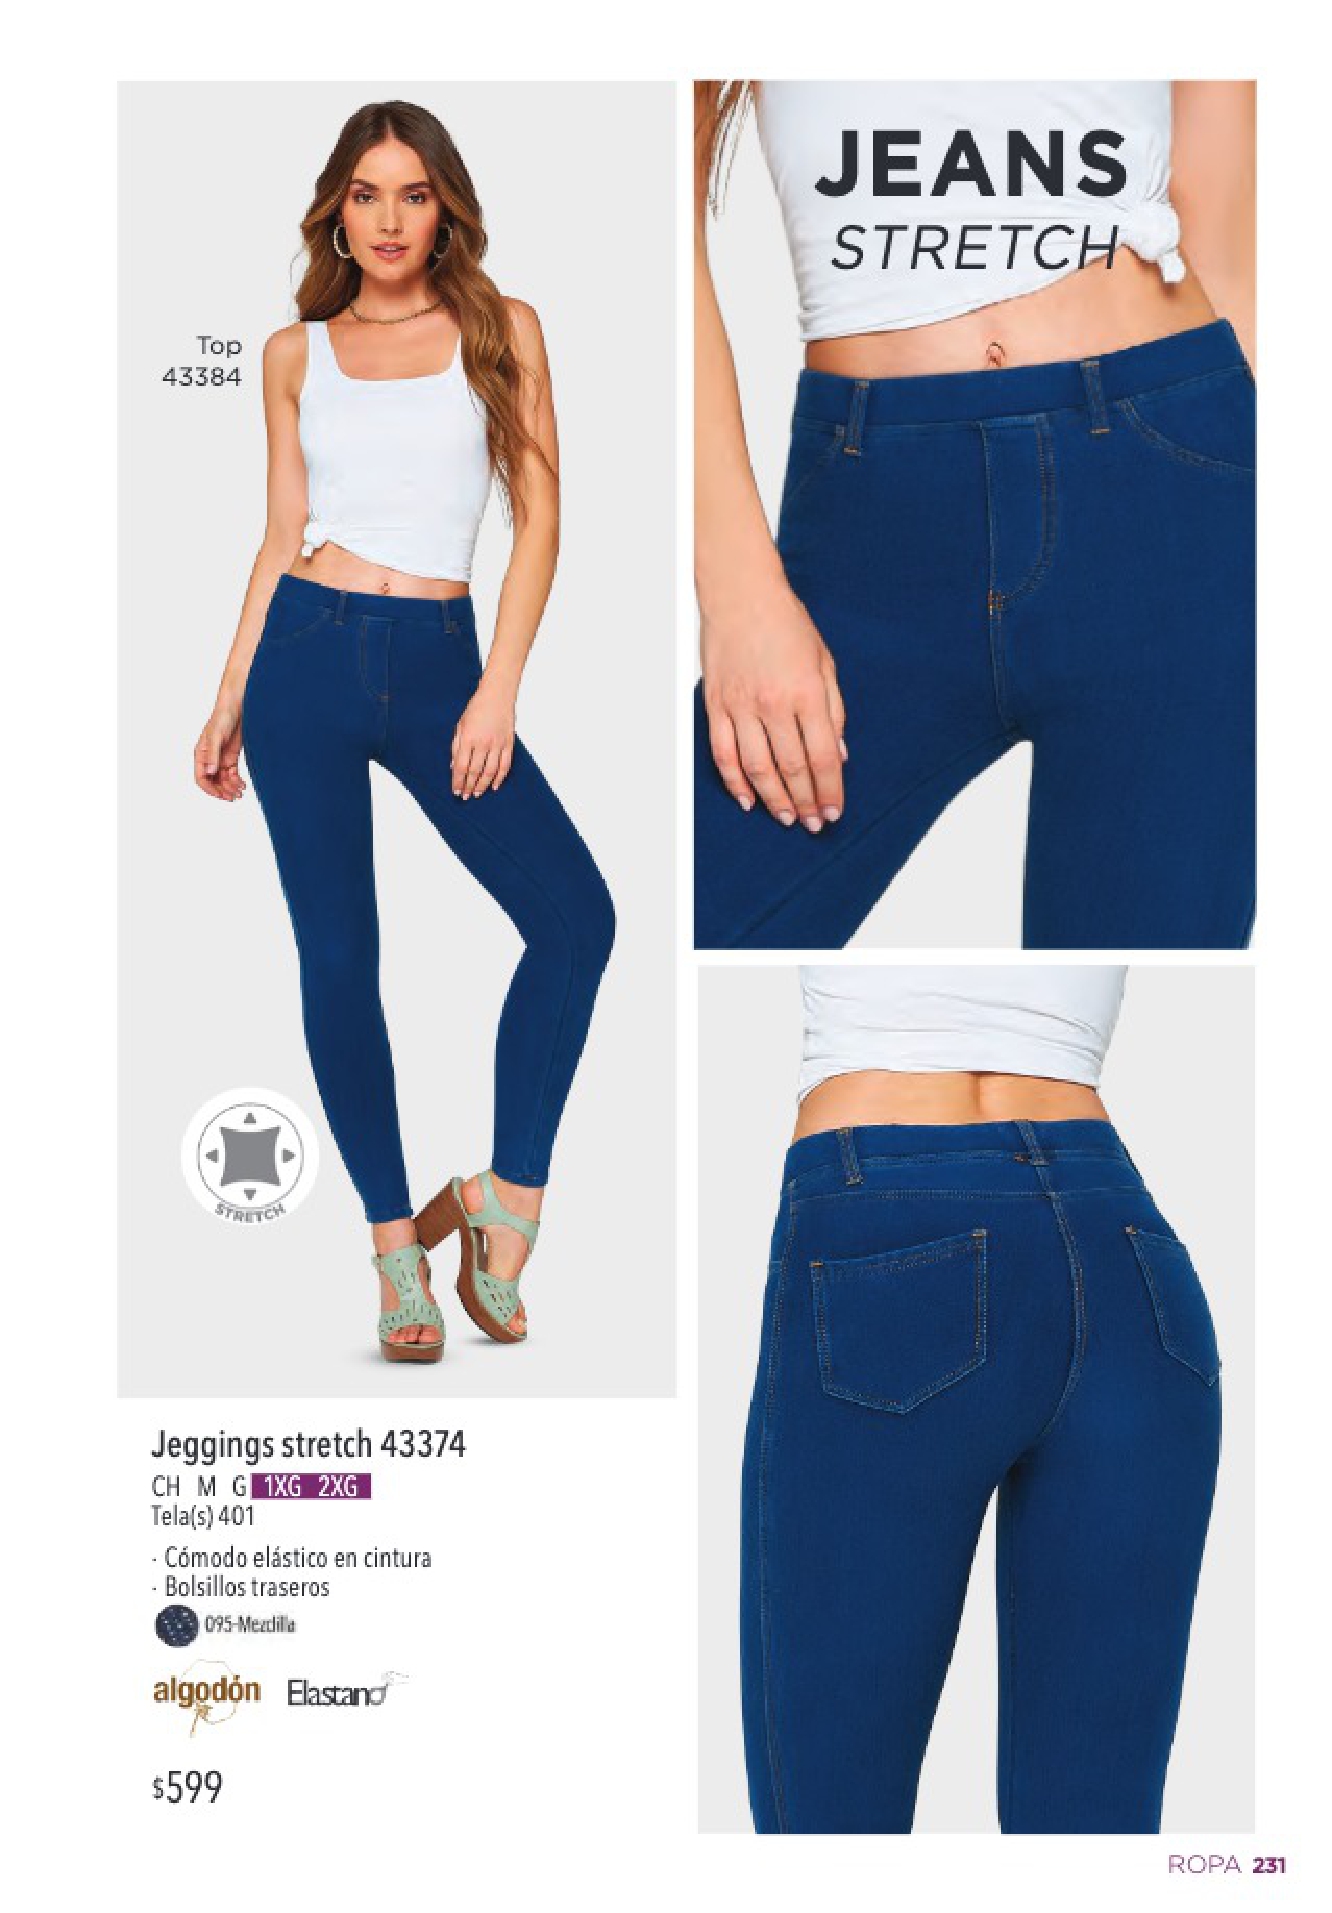 JEANS
STRETCH
Top
43384
STRETCH
Jeggings stretch 43374
CH M G 1XG 2XG
Tela(s) 401
· Cómodo elástico en cintura
· Bolsillos traseros
095-Mezclilla
algodón Elastano
$599
ROPA 231